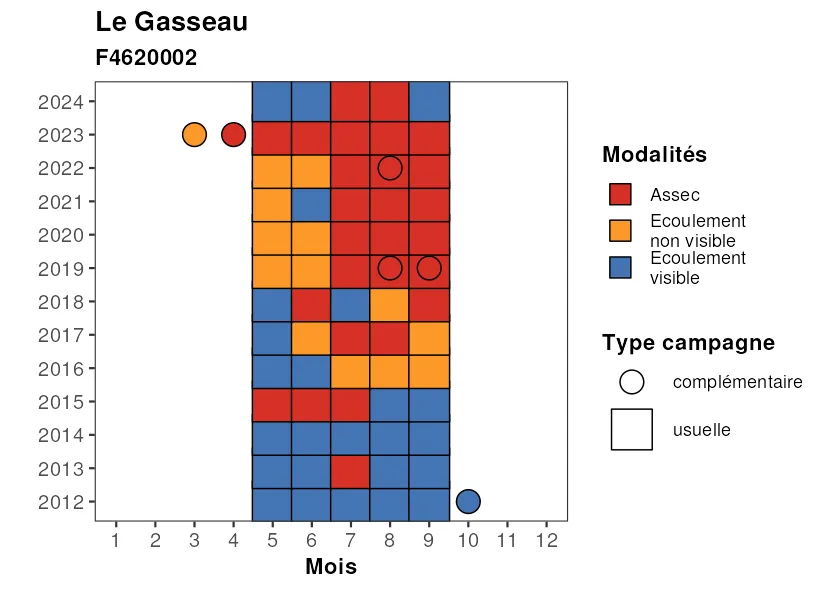 Le Gasseau
F4620002
2024
2023
2022
2021
2020
2019
2018
2017
2016
2015
2014
2013
2012
1 2 3 4 5 6 7 8 9 10 11 12
Mois
Modalités
Assec
Ecoulement
non visible
Ecoulement
visible
Type campagne
complémentaire
usuelle